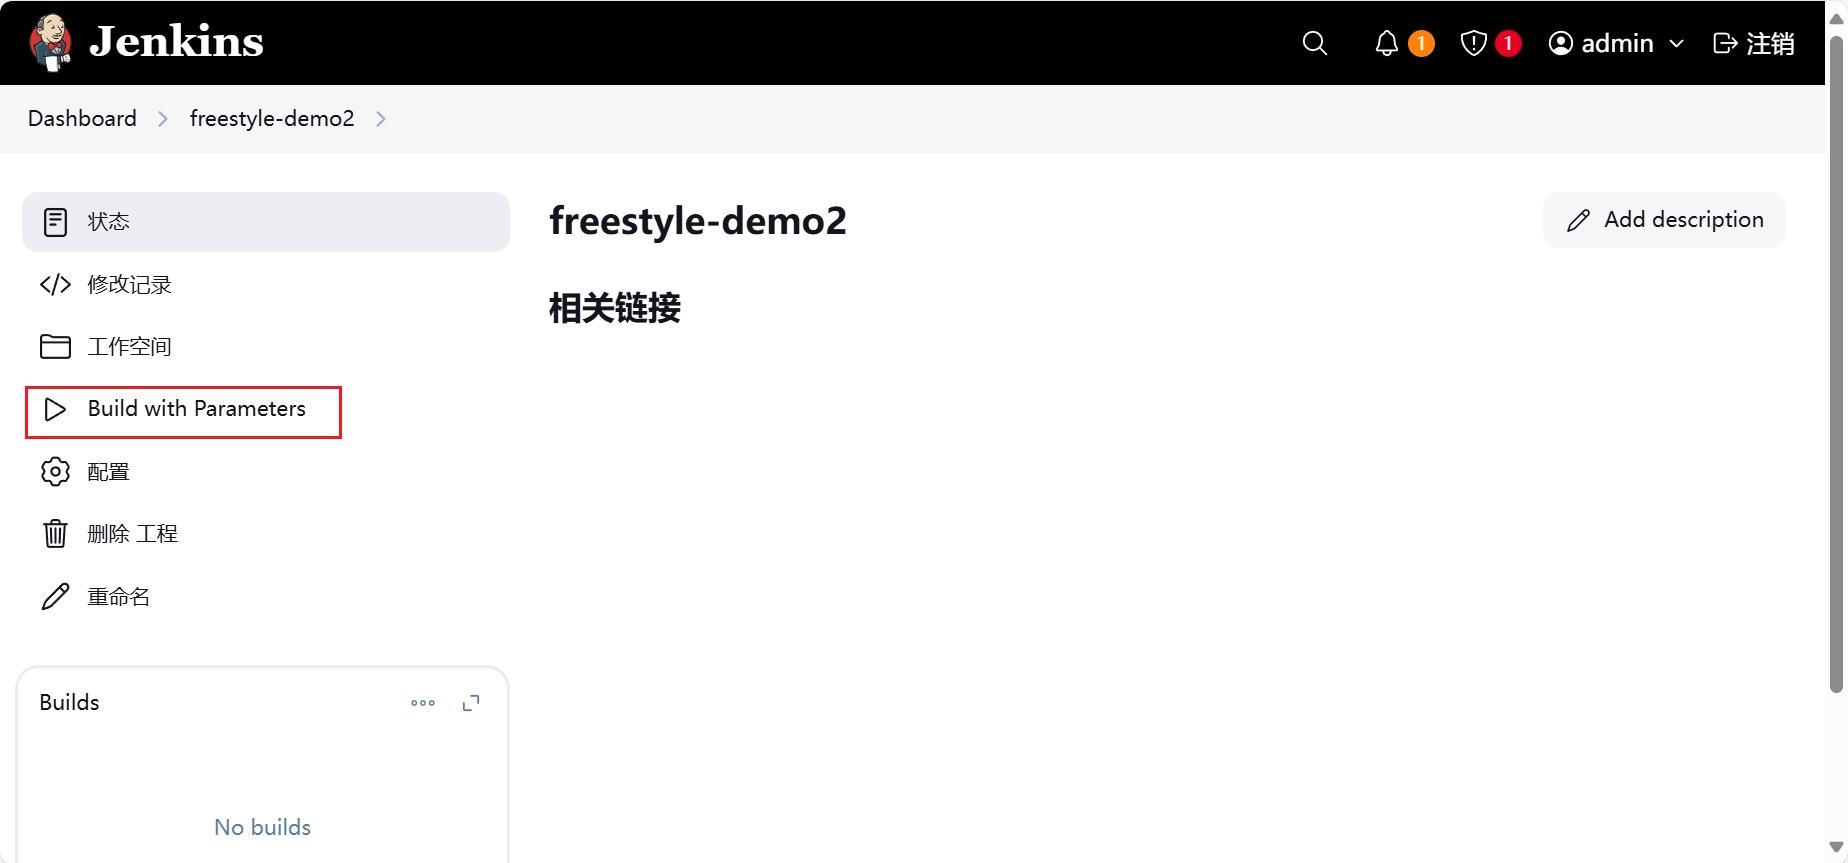 Jenkins 1 1 admin 注销
Dashboard freestyle-demo2
状态
修改记录
工作空间
Build with Parameters
配置
删除 工程
重命名
Builds
No builds
freestyle-demo2
Add description
相关链接